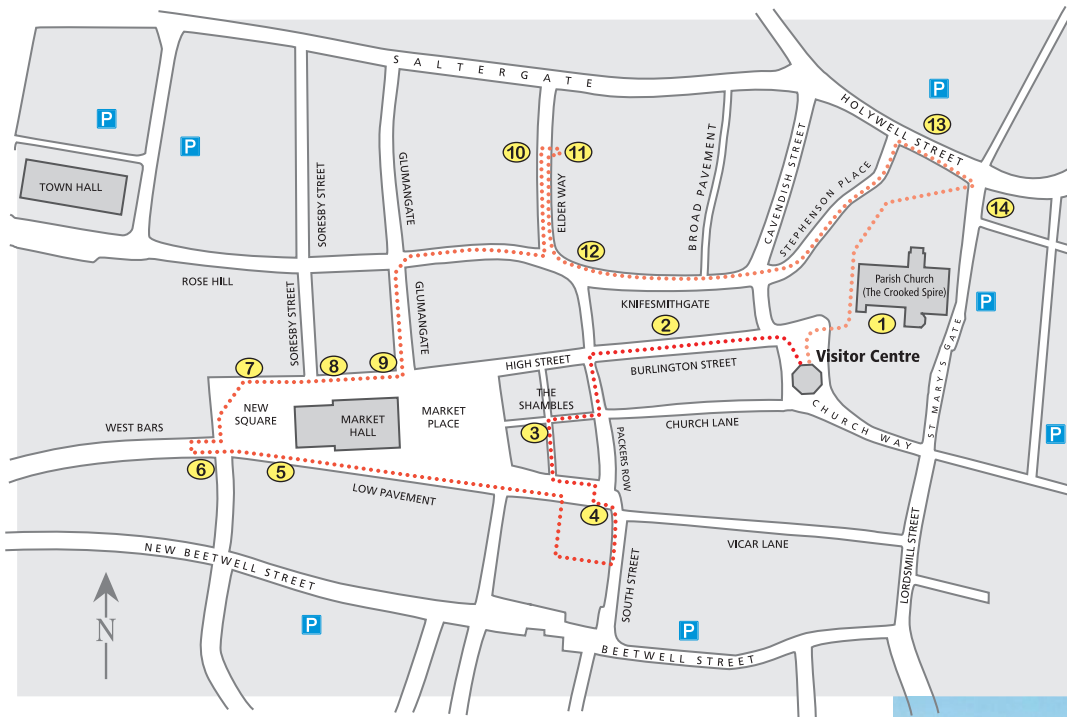 SALTERGATE
HOLYWELL STREET
P
13
P
P
10
11
TOWN HALL
SORESBY STREET
GLUMANGATE
ELDER WAY
BROAD PAVEMENT
CAVENDISH STREET
STEPHENSON PLACE
14
12
ROSE HILL
Parish Church
(The Crooked Spire)
P
SORESBY STREET
GLUMANGATE
KNIFESMITHGATE
2
1
Visitor Centre
7
8
9
HIGH STREET
BURLINGTON STREET
THE
SHAMBLES
NEW
SQUARE
MARKET
HALL
MARKET
PLACE
3
CHURCH LANE
PACKERS ROW
CHURCH WAY
ST MARY'S GATE
P
WEST BARS
6
5
LOW PAVEMENT
4
VICAR LANE
LORDSMILL STREET
NEW BEETWELL STREET
SOUTH STREET
N
P
P
BEETWELL STREET